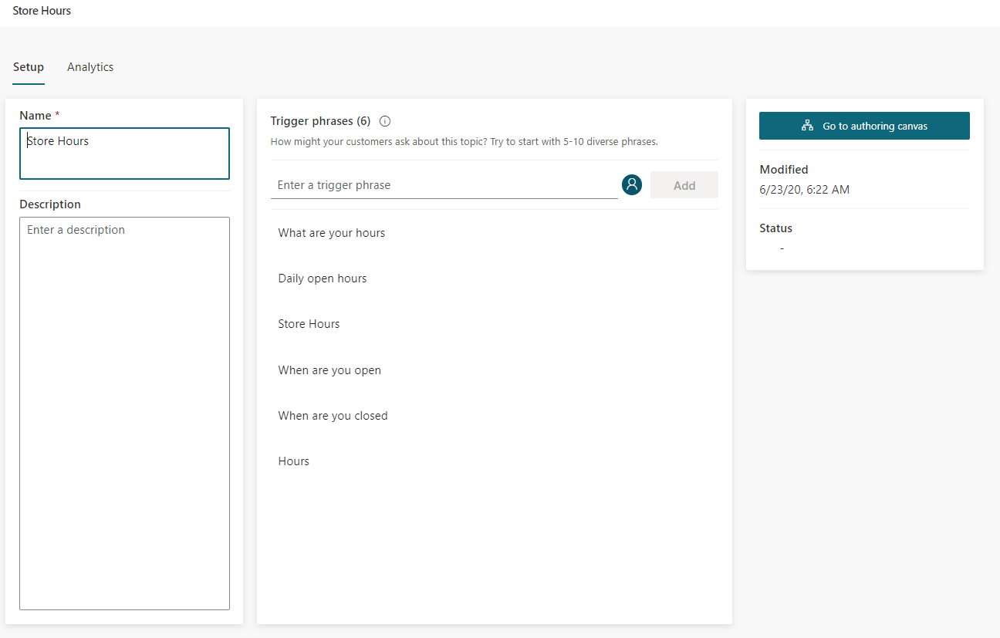 Store Hours
Setup
Analytics
Name *
Store Hours
Description
Enter a description
Trigger phrases (6)
How might your customers ask about this topic? Try to start with 5-10 diverse phrases.
Enter a trigger phrase
Add
What are your hours
Daily open hours
Store Hours
When are you open
When are you closed
Hours
Go to authoring canvas
Modified
6/23/20, 6:22 AM
Status
-